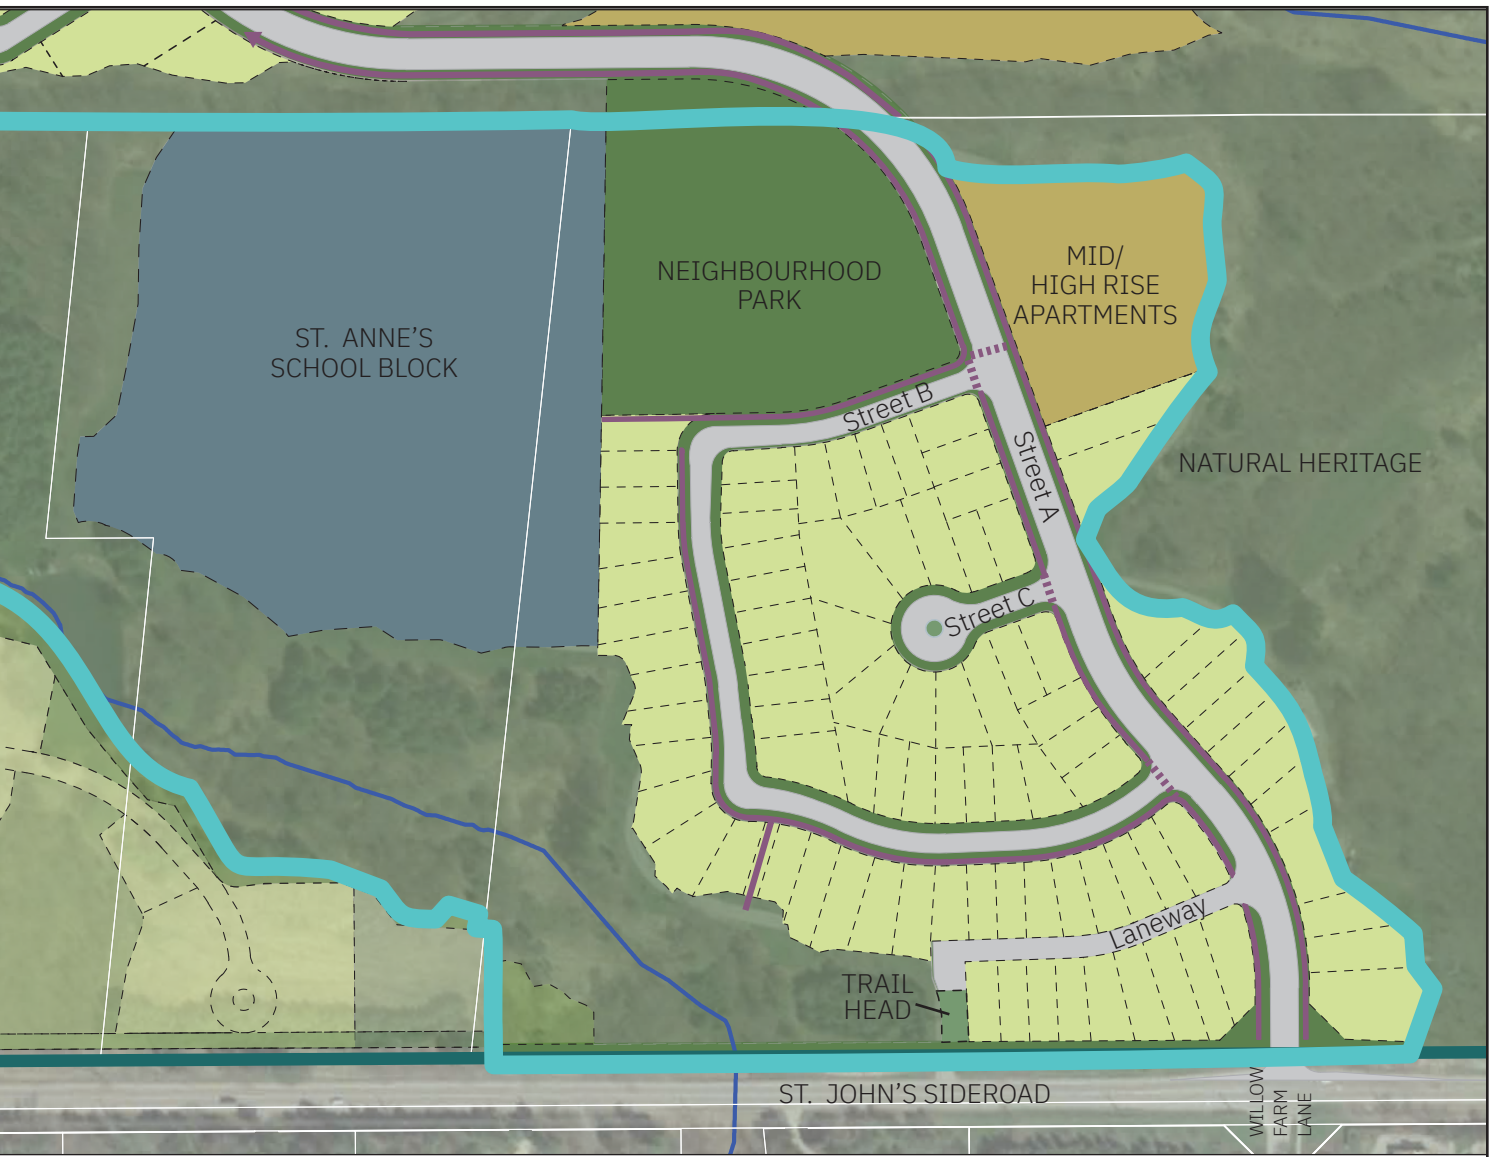 NEIGHBOURHOOD
PARK
MID/
HIGH RISE
APARTMENTS
ST. ANNE'S
SCHOOL BLOCK
Street B
Street A
NATURAL HERITAGE
Street C
Laneway
TRAIL
HEAD
ST. JOHN'S SIDEROAD
WILLOW
FARM
LANE